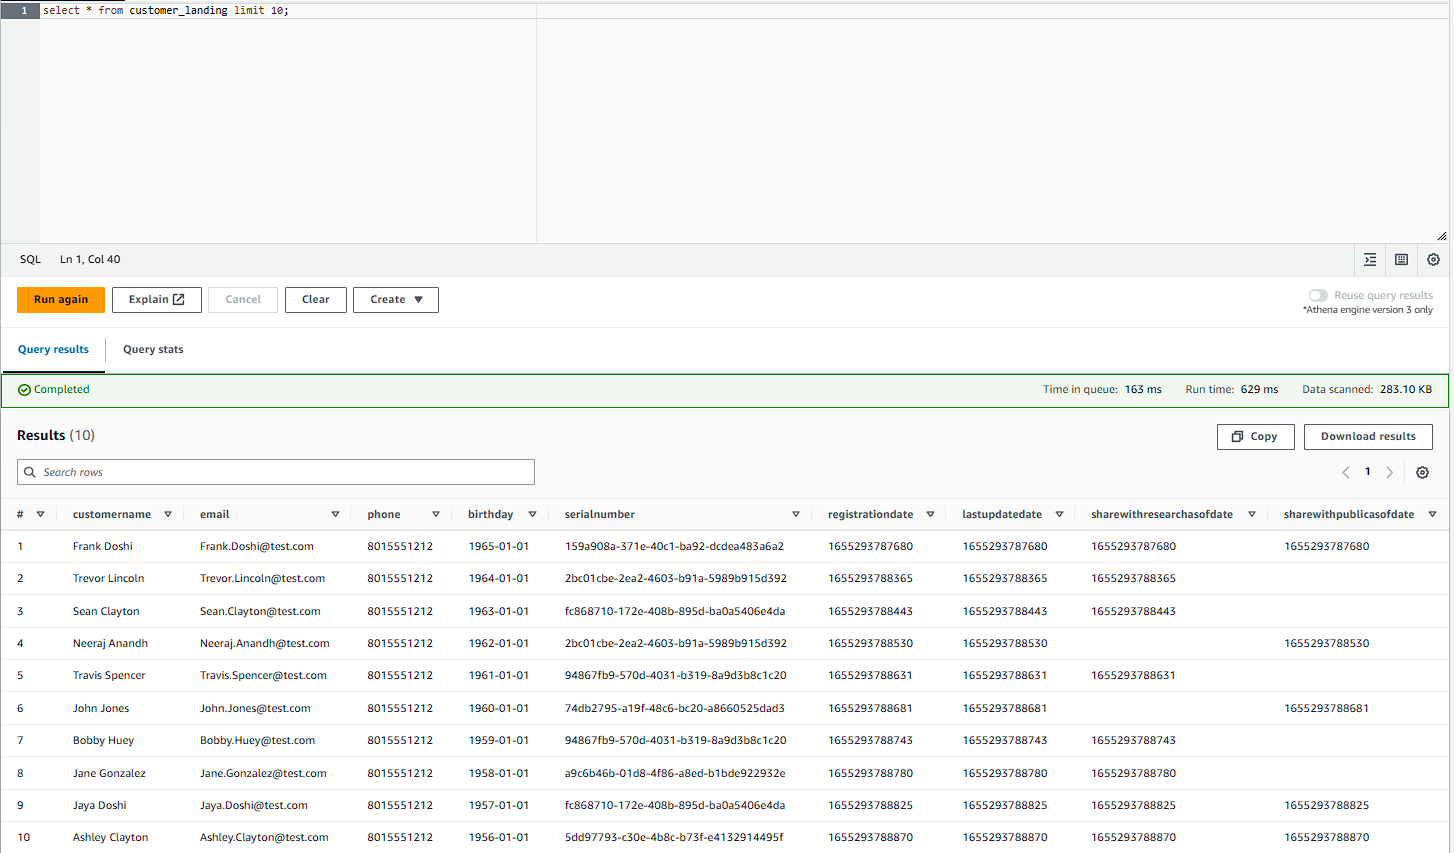 1 select * from customer_landing limit 10;
SQL Ln 1, Col 40
Run again Explain Cancel Clear Create Reuse query results
*Athena engine version 3 only
Query results Query stats
Completed Time in queue: 163 ms Run time: 629 ms Data scanned: 283.10 KB
Results (10) Copy Download results
Search rows 1
# customername email phone birthday serialnumber registrationdate lastupdatedate sharewithresearchasofdate sharewithpublicasofdate
1 Frank Doshi Frank.Doshi@test.com 8015551212 1965-01-01 159a908a-371e-40c1-ba92-dcdea483a6a2 1655293787680 1655293787680 1655293787680 1655293787680
2 Trevor Lincoln Trevor.Lincoln@test.com 8015551212 1964-01-01 2bc01cbe-2ea2-4603-b91a-5989b915d392 1655293788365 1655293788365 1655293788365
3 Sean Clayton Sean.Clayton@test.com 8015551212 1963-01-01 fc868710-172e-408b-895d-ba0a5406e4da 1655293788443 1655293788443 1655293788443
4 Neeraj Anandh Neeraj.Anandh@test.com 8015551212 1962-01-01 2bc01cbe-2ea2-4603-b91a-5989b915d392 1655293788530 1655293788530 1655293788530
5 Travis Spencer Travis.Spencer@test.com 8015551212 1961-01-01 94867fb9-570d-4031-b319-8a9d3b8c1c20 1655293788631 1655293788631 1655293788631
6 John Jones John.Jones@test.com 8015551212 1960-01-01 74db2795-a19f-48c6-bc20-a8660525dad3 1655293788681 1655293788681 1655293788681
7 Bobby Huey Bobby.Huey@test.com 8015551212 1959-01-01 94867fb9-570d-4031-b319-8a9d3b8c1c20 1655293788743 1655293788743 1655293788743
8 Jane Gonzalez Jane.Gonzalez@test.com 8015551212 1958-01-01 a9c6b46b-01d8-4f86-a8ed-b1bde922932e 1655293788780 1655293788780 1655293788780
9 Jaya Doshi Jaya.Doshi@test.com 8015551212 1957-01-01 fc868710-172e-408b-895d-ba0a5406e4da 1655293788825 1655293788825 1655293788825 1655293788825
10 Ashley Clayton Ashley.Clayton@test.com 8015551212 1956-01-01 5dd97793-c30e-4b8c-b73f-e4132914495f 1655293788870 1655293788870 1655293788870 1655293788870